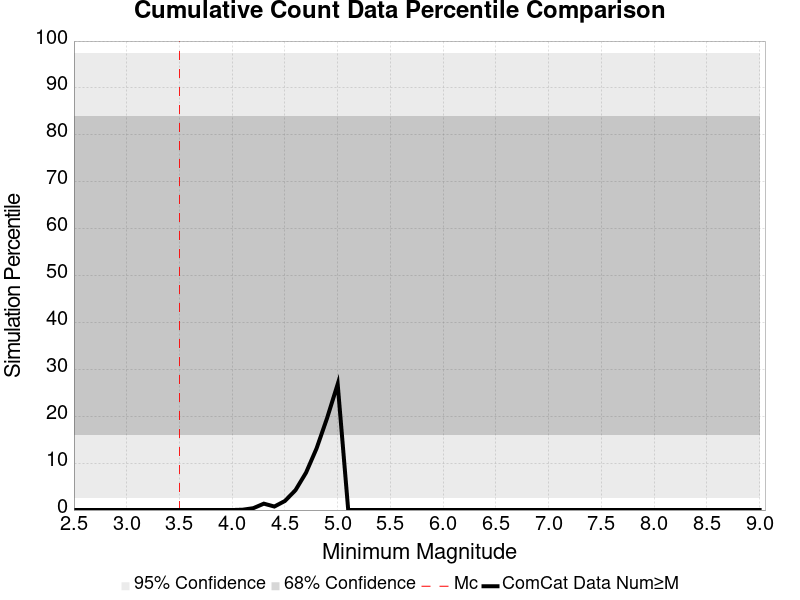 Cumulative Count Data Percentile Comparison
100
90
80
70
60
50
40
30
20
10
0
Simulation Percentile
2.5 3.0 3.5 4.0 4.5 5.0 5.5 6.0 6.5 7.0 7.5 8.0 8.5 9.0
Minimum Magnitude
95% Confidence 68% Confidence Mc ComCat Data Num≥M